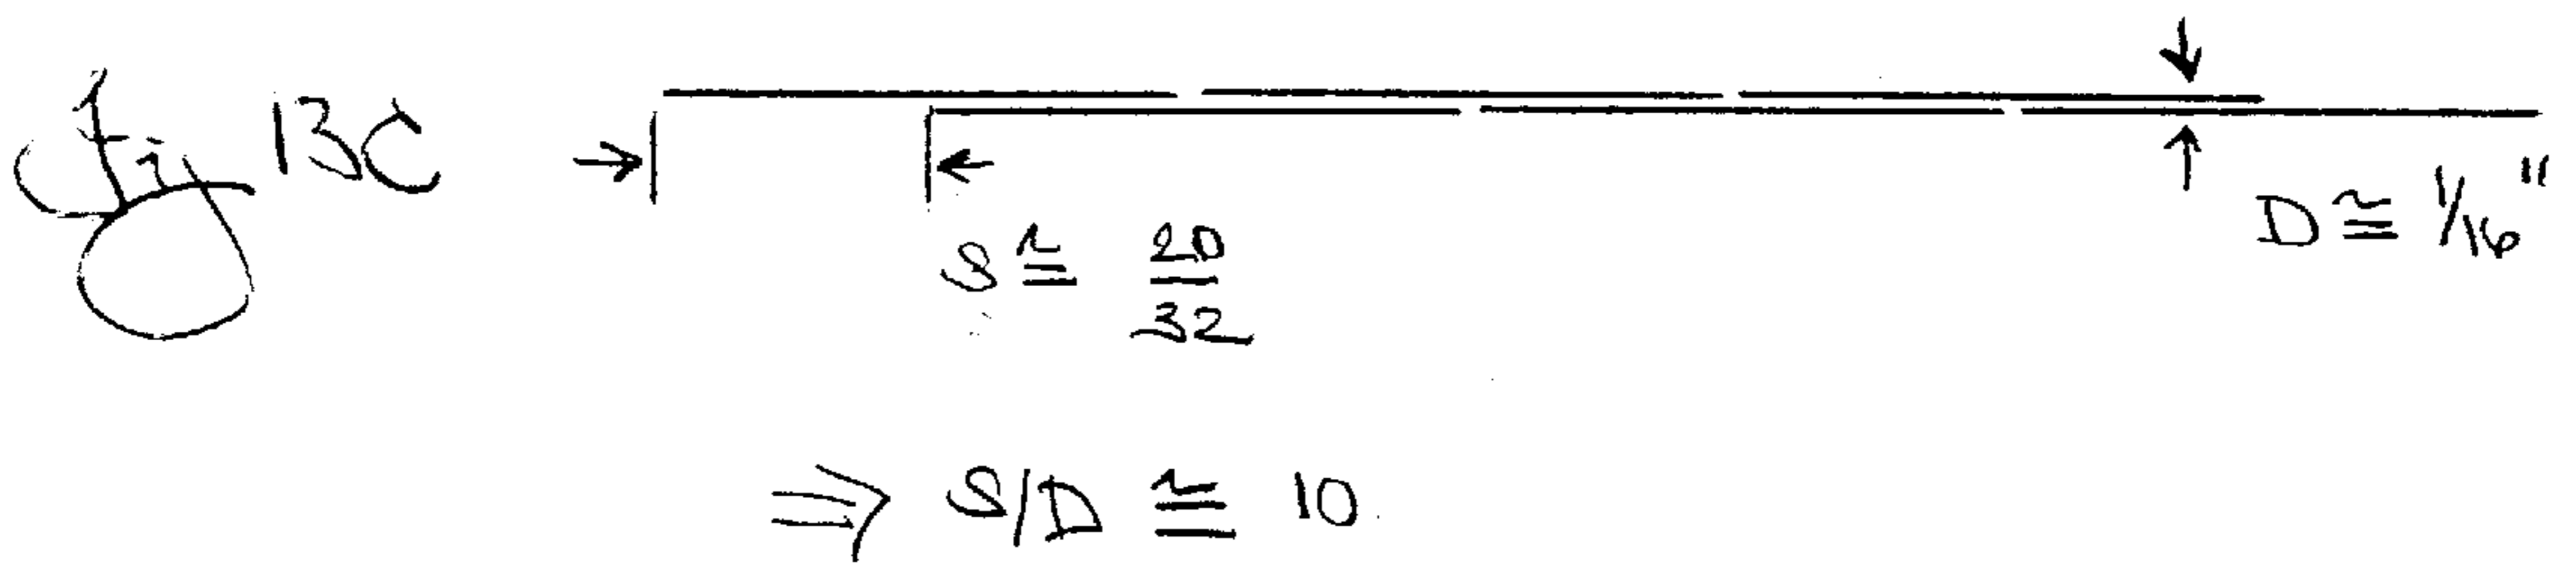 Fig 13C
D ≅ 1/16"
S ≅ 20/32
⇒ S/D ≅ 10